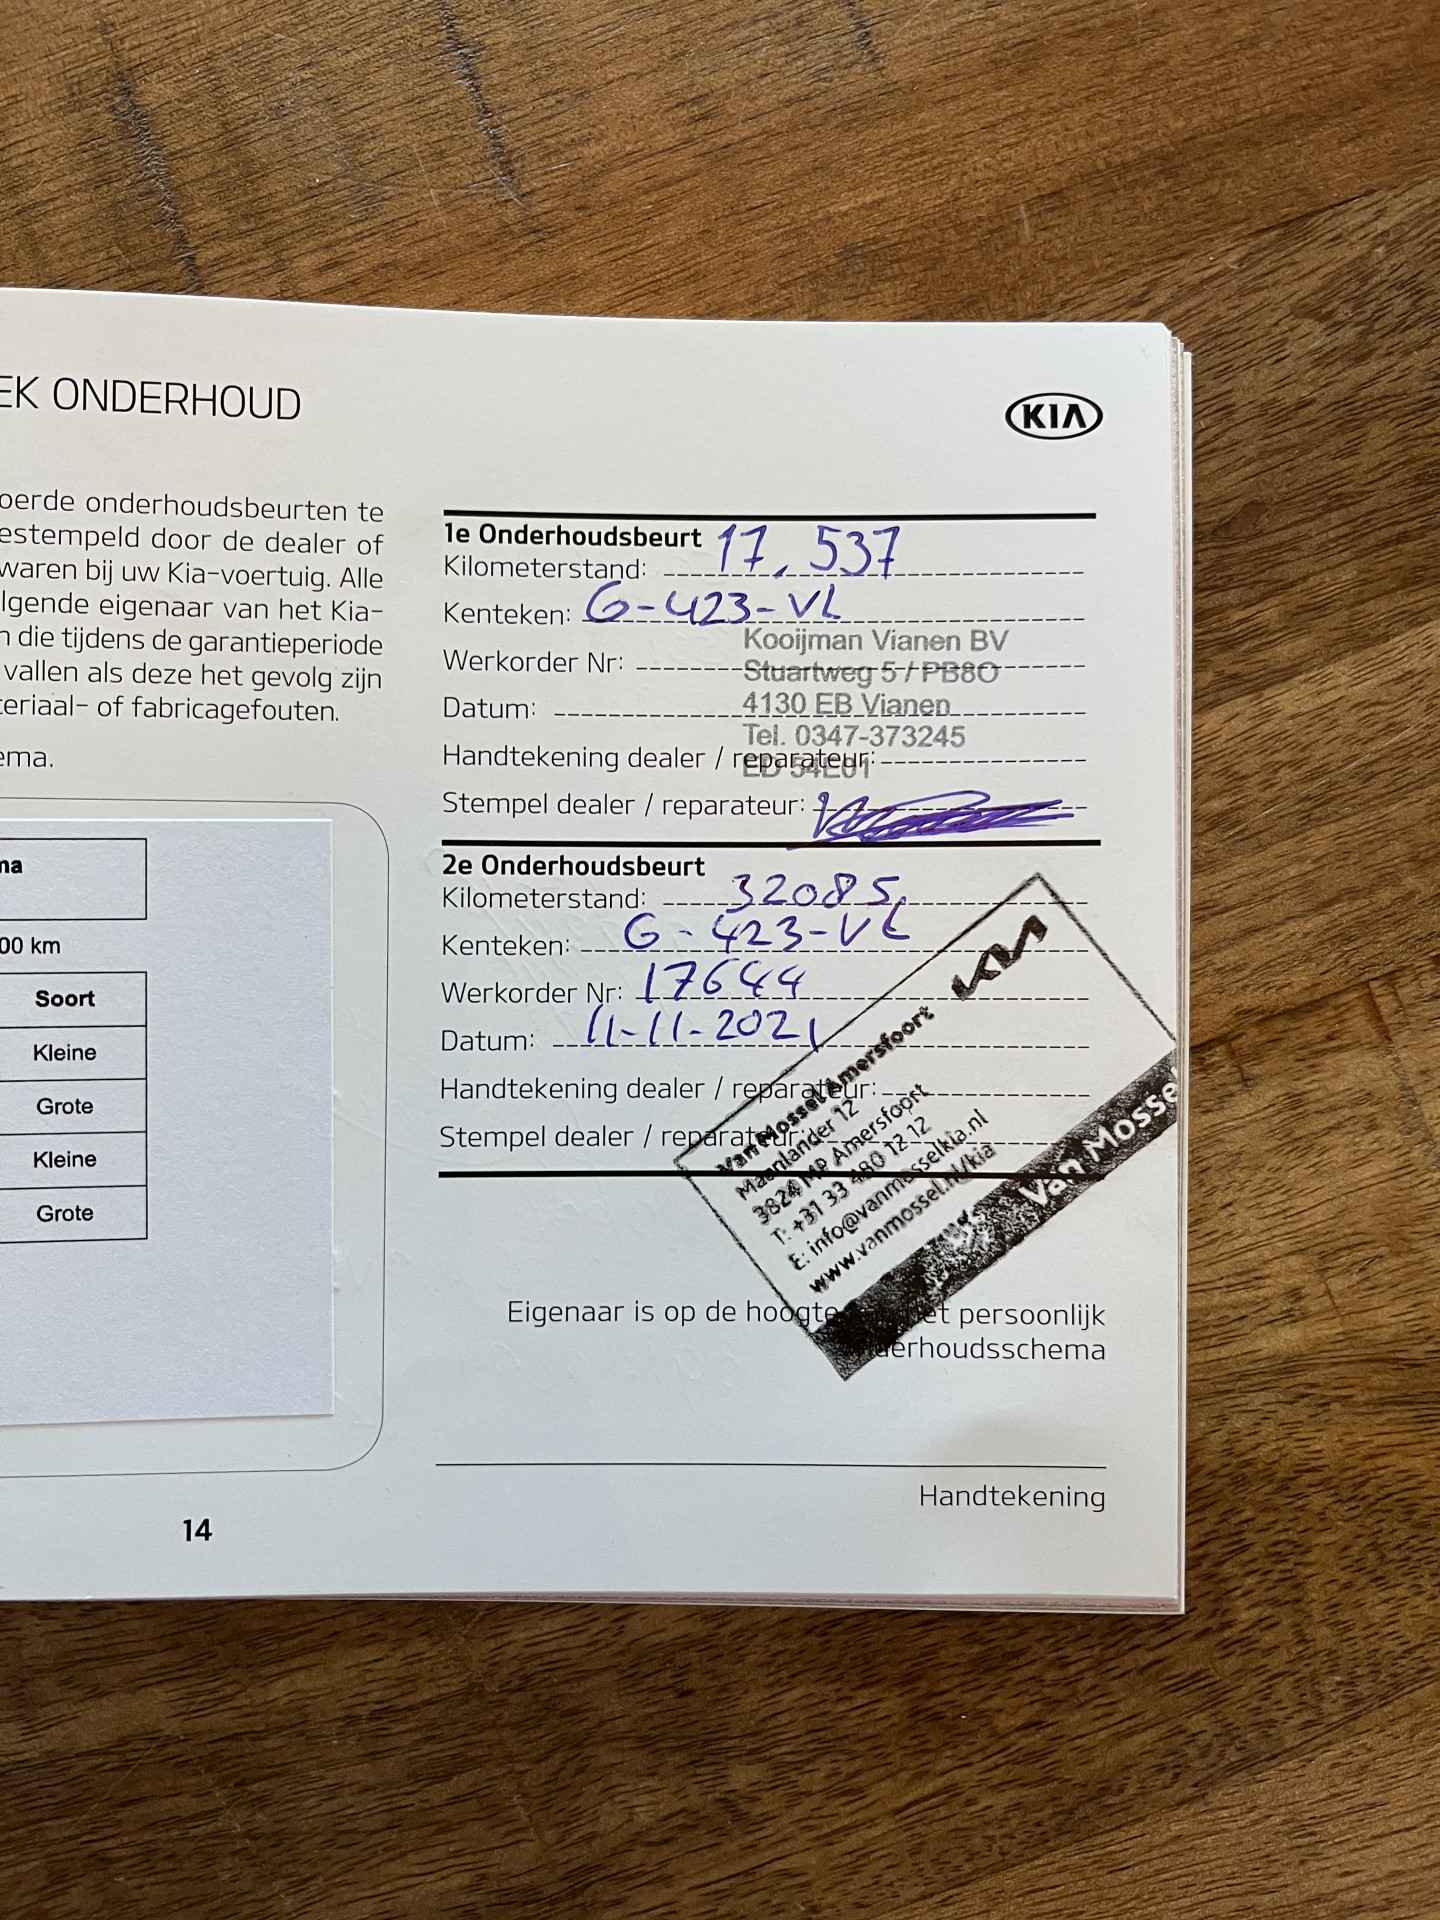 EK ONDERHOUD
KIA
oerde onderhoudsbeurten te
estempeld door de dealer of
waren bij uw Kia-voertuig. Alle
lgende eigenaar van het Kia-
n die tijdens de garantieperiode
vallen als deze het gevolg zijn
teriaal- of fabricagefouten.
ema.
ma
00 km
Soort
Kleine
Grote
Kleine
Grote
1e Onderhoudsbeurt
Kilometerstand: 17.537
Kenteken: G-423-VL
Werkorder Nr:
Datum:
Handtekening dealer / reparateur:
Stempel dealer / reparateur:
Kooijman Vianen BV
Stuartweg 5 / PB8O
4130 EB Vianen
Tel. 0347-373245
ED 54E01
2e Onderhoudsbeurt
Kilometerstand: 32085
Kenteken: G-423-VL
Werkorder Nr: 17644
Datum: 11-11-2021
Handtekening dealer / reparateur:
Stempel dealer / reparateur:
KIA
Van Mossel Amersfoort
Maanlander 12
3824 MP Amersfoort
T: +31 33 480 12 12
E: info@vanmosselkia.nl
www.vanmossel.nl/kia
Van Mossel
Eigenaar is op de hoogte persoonlijk
derhoudsschema
Handtekening
14